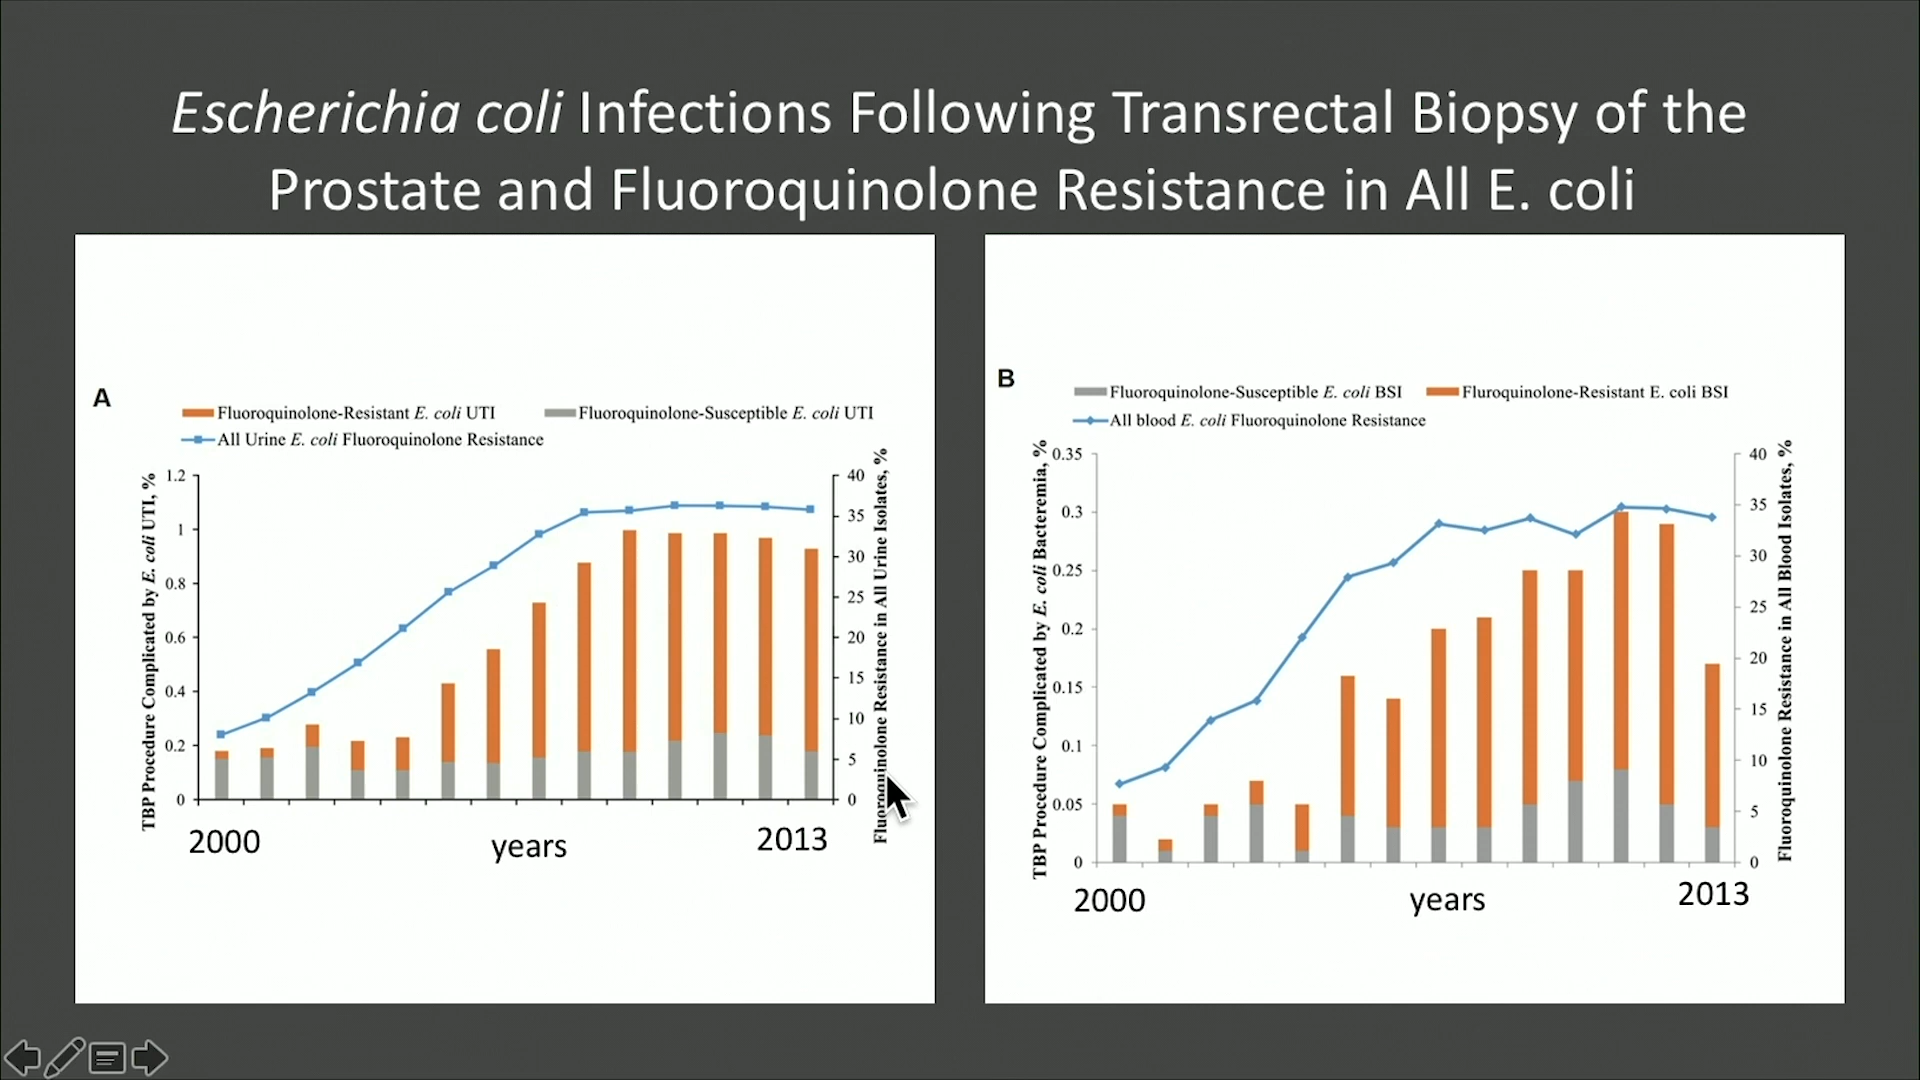 Escherichia coli Infections Following Transrectal Biopsy of the
Prostate and Fluoroquinolone Resistance in All E. coli
A
Fluoroquinolone-Resistant E. coli UTI
Fluoroquinolone-Susceptible E. coli UTI
All Urine E. coli Fluoroquinolone Resistance
TBP Procedure Complicated by E. coli UTI, %
1.2
1
0.8
0.6
0.4
0.2
0
40
35
30
25
20
15
10
5
0
Fluoroquinolone Resistance in All Urine Isolates, %
2000
years
2013
B
Fluoroquinolone-Susceptible E. coli BSI
Fluroquinolone-Resistant E. coli BSI
All blood E. coli Fluoroquinolone Resistance
TBP Procedure Complicated by E. coli Bacteremia, %
0.35
0.3
0.25
0.2
0.15
0.1
0.05
0
40
35
30
25
20
15
10
5
0
Fluoroquinolone Resistance in All Blood Isolates, %
2000
years
2013